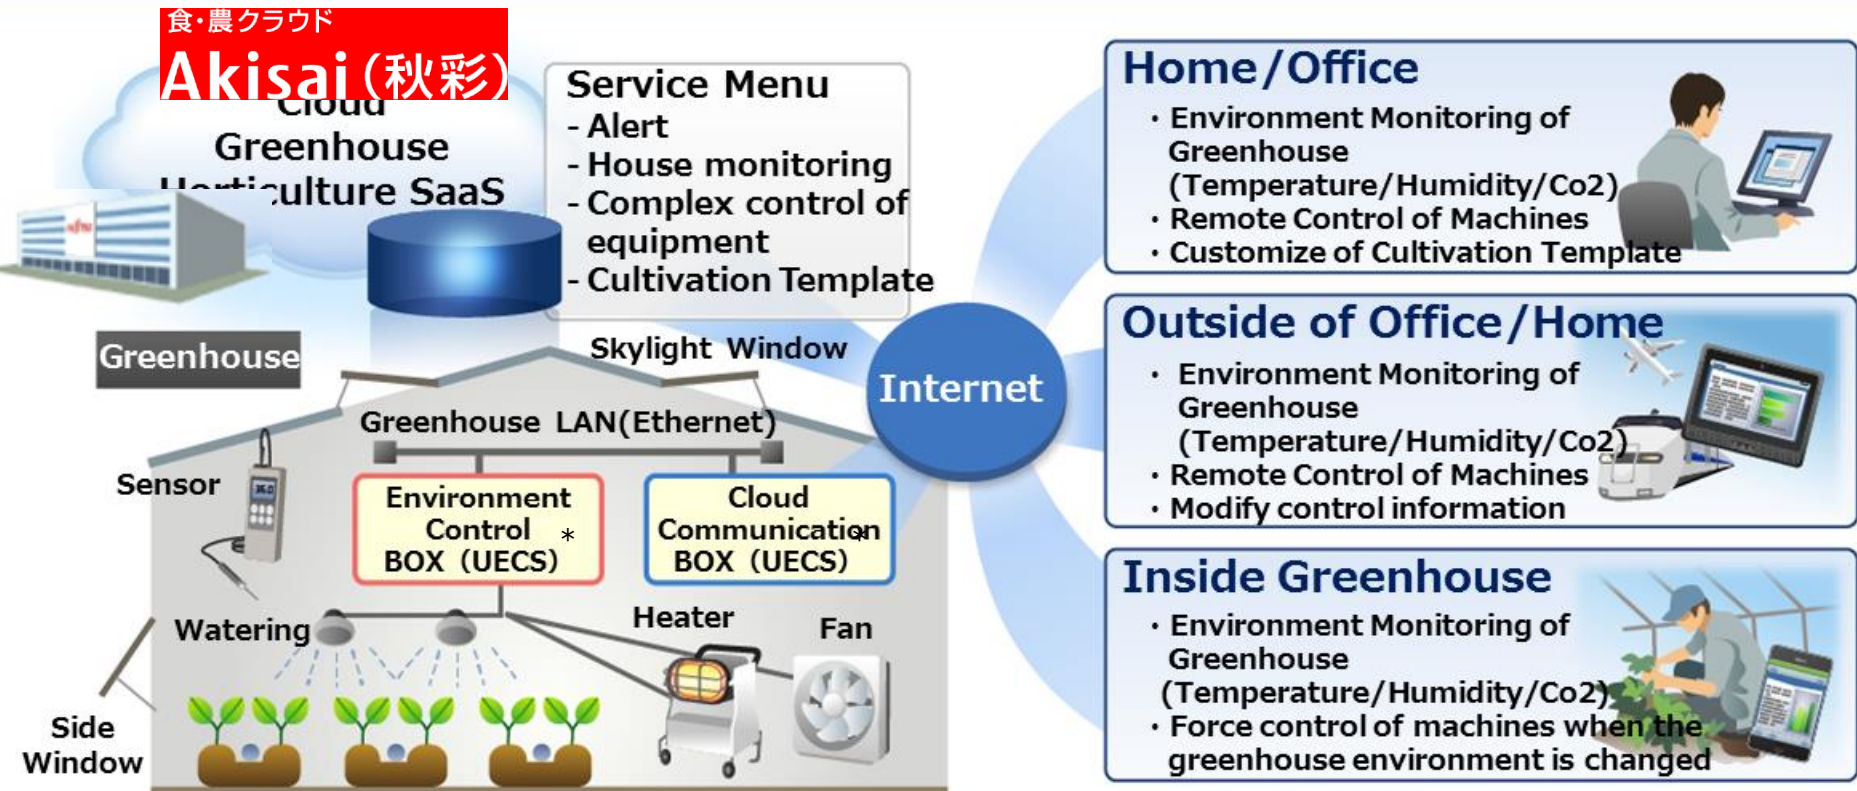 食・農クラウド
Akisai(秋彩)
Cloud
Greenhouse
Horticulture SaaS
FUJITSU
Service Menu
- Alert
- House monitoring
- Complex control of
equipment
- Cultivation Template
Greenhouse
Skylight Window
Greenhouse LAN(Ethernet)
Sensor
Environment
Control *
BOX (UECS)
Cloud
Communication *
BOX (UECS)
Watering
Heater
Fan
Side
Window
Internet
Home/Office
・Environment Monitoring of
Greenhouse
(Temperature/Humidity/Co2)
・Remote Control of Machines
・Customize of Cultivation Template
Outside of Office/Home
・ Environment Monitoring of
Greenhouse
(Temperature/Humidity/Co2)
・Remote Control of Machines
・Modify control information
Inside Greenhouse
・Environment Monitoring of
Greenhouse
(Temperature/Humidity/Co2)
・Force control of machines when the
greenhouse environment is changed